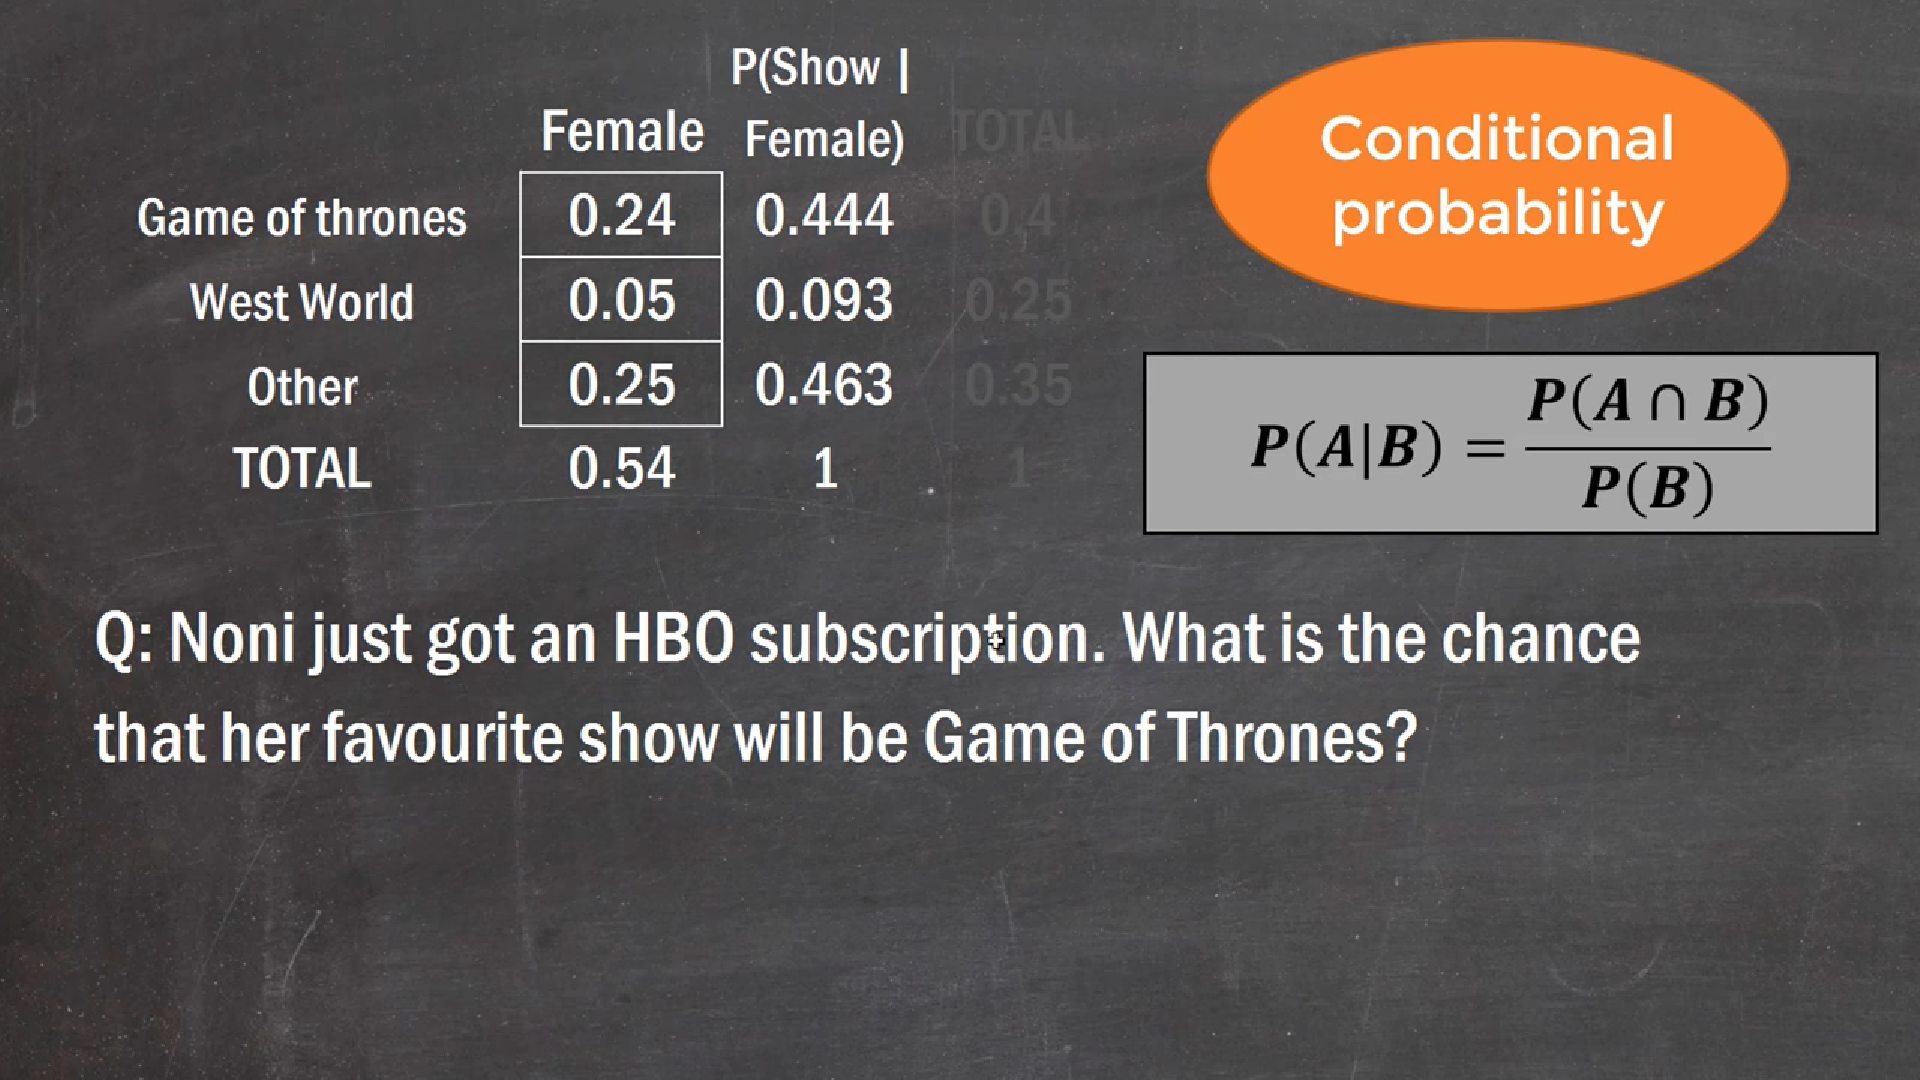 P(Show |
Female Female) TOTAL
Game of thrones 0.24 0.444 0.4
West World 0.05 0.093 0.25
Other 0.25 0.463 0.35
TOTAL 0.54 1 1
Conditional
probability
P(A|B) = P(A ∩ B)
P(B)
Q: Noni just got an HBO subscription. What is the chance
that her favourite show will be Game of Thrones?